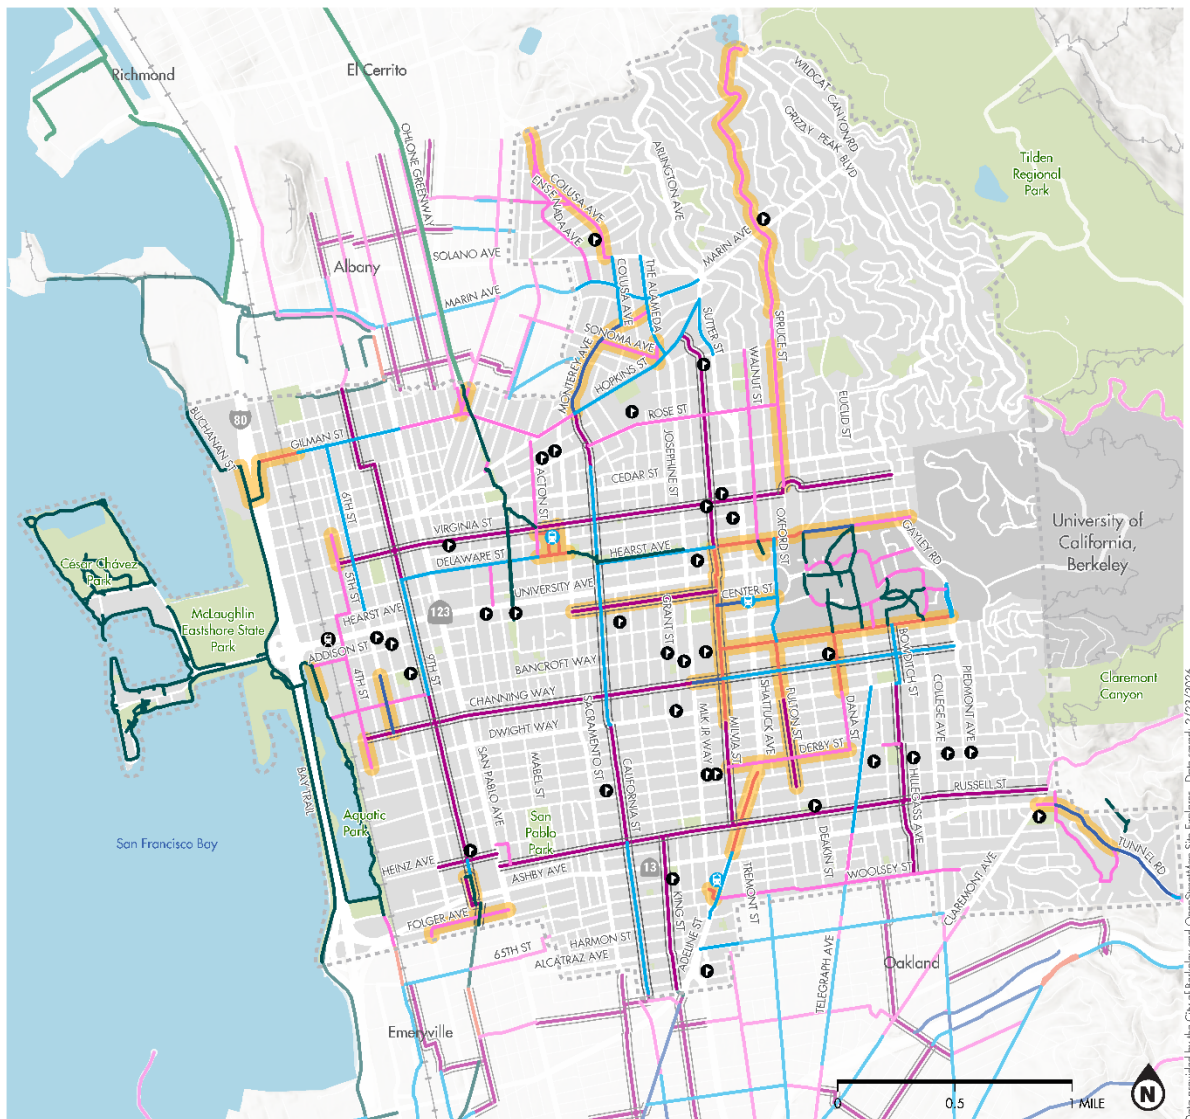 Richmond
El Cerrito
OHLONE GREENWAY
WILDCAT CANYON RD
GRIZZY PEAK BLVD
Tilden
Regional
Park
ARLINGTON AVE
COLUSA AVE
ENSENADA AVE
SOLANO AVE
MARIN AVE
Albany
MARIN AVE
COLUSA AVE
THE ALAMEDA
SUTTER ST
SPRUCE ST
SONOMA AVE
MONTEREY AVE
HOPKINS ST
WALNUT ST
EUCLID ST
ROSE ST
BUCHANAN ST
80
GILMAN ST
JOSEPHINE ST
CEDAR ST
ACTON ST
6TH ST
VIRGINIA ST
OXFORD ST
GAYLEY RD
University of
California,
Berkeley
DELAWARE ST
HEARST AVE
César Chávez
Park
5TH ST
UNIVERSITY AVE
CENTER ST
McLaughlin
Eastshore State
Park
HEARST AVE
123
GRANT ST
ADDISON ST
BANCROFT WAY
BOWDITCH ST
4TH ST
9TH ST
CHANNING WAY
SACRAMENTO ST
MLK JR WAY
MILVIA ST
SHATTUCK AVE
FULTON ST
DANA ST
COLLEGE AVE
PIEDMONT AVE
Claremont
Canyon
DWIGHT WAY
DERBY ST
SAN PABLO AVE
MABEL ST
CALIFORNIA ST
HILLEGASS AVE
RUSSELL ST
BAY TRAIL
Aquatic
Park
San
Pablo
Park
San Francisco Bay
DEAKIN ST
TUNNEL RD
HEINZ AVE
ASHBY AVE
13
WOOLSEY ST
CLAREMONT AVE
KING ST
TREMONT ST
FOLGER AVE
65TH ST
HARMON ST
ALCATRAZ AVE
ADELINE ST
TELEGRAPH AVE
Oakland
Emeryville
N
0 0.5 1 MILE